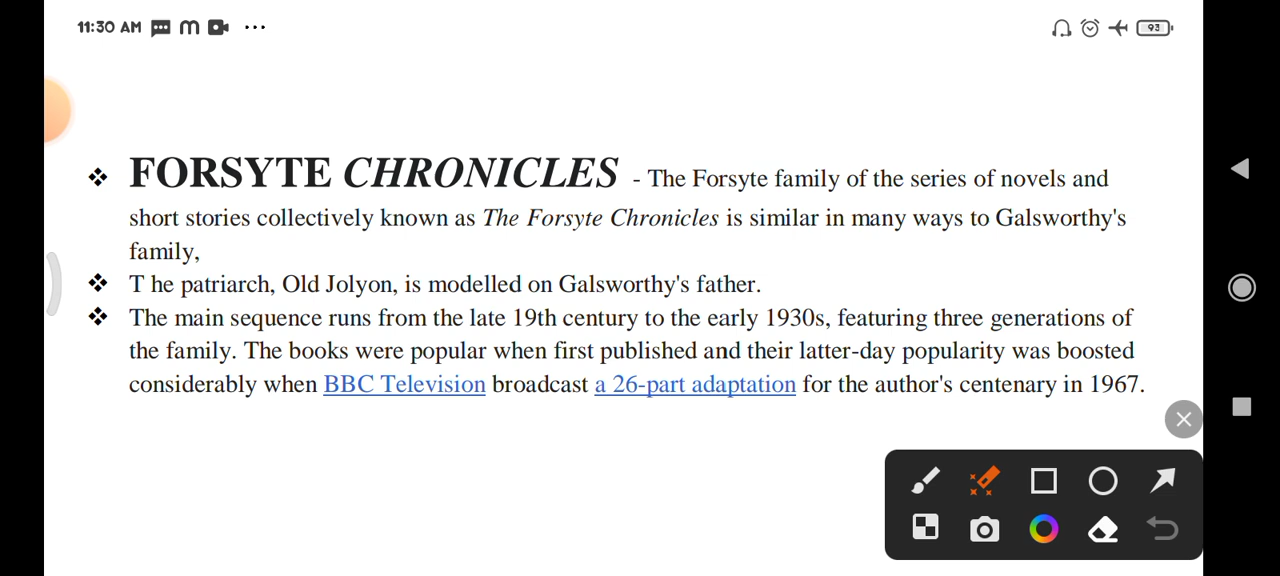 11:30 AM
93
❖ FORSYTE CHRONICLES - The Forsyte family of the series of novels and
short stories collectively known as The Forsyte Chronicles is similar in many ways to Galsworthy's
family,
❖ T he patriarch, Old Jolyon, is modelled on Galsworthy's father.
❖ The main sequence runs from the late 19th century to the early 1930s, featuring three generations of
the family. The books were popular when first published and their latter-day popularity was boosted
considerably when BBC Television broadcast a 26-part adaptation for the author's centenary in 1967.